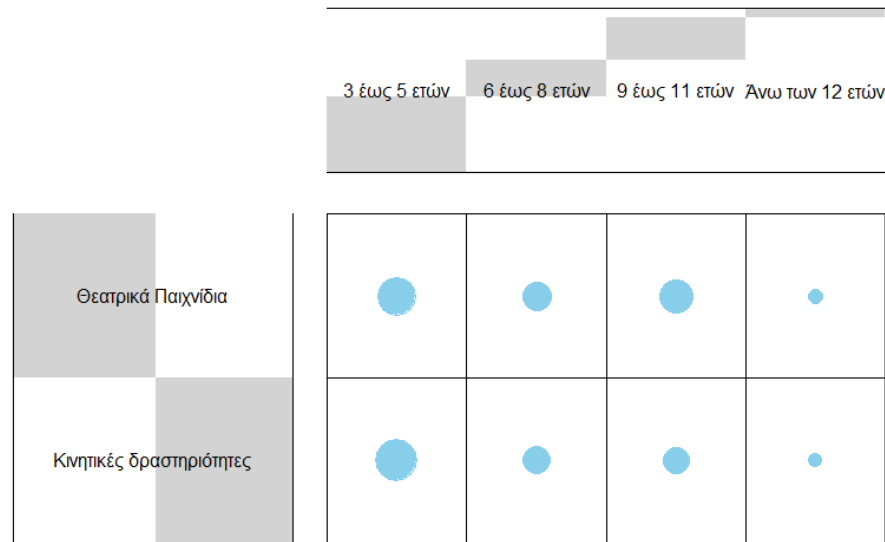 3 έως 5 ετών 6 έως 8 ετών 9 έως 11 ετών Άνω των 12 ετών
Θεατρικά Παιχνίδια
Κινητικές δραστηριότητες